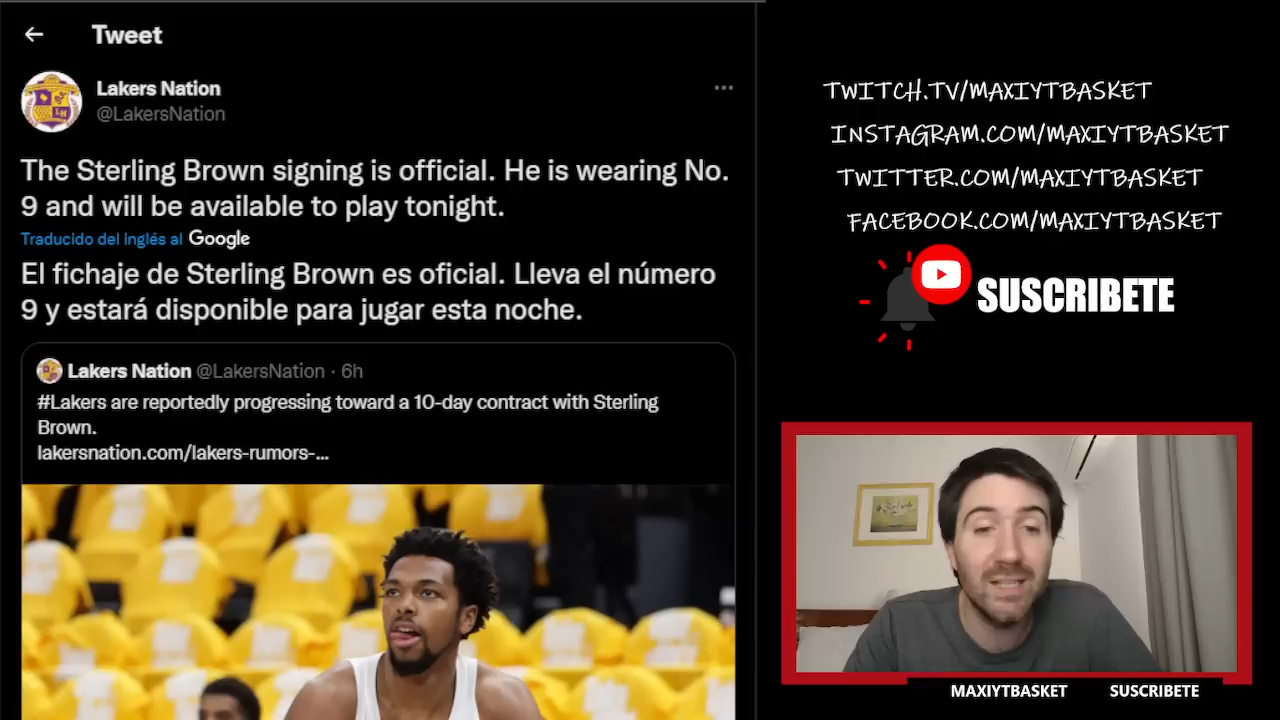 Tweet
Lakers Nation
@LakersNation
The Sterling Brown signing is official. He is wearing No.
9 and will be available to play tonight.
Traducido del inglés al Google
El fichaje de Sterling Brown es oficial. Lleva el número
9 y estará disponible para jugar esta noche.
Lakers Nation @LakersNation · 6h
#Lakers are reportedly progressing toward a 10-day contract with Sterling
Brown.
lakersnation.com/lakers-rumors-...
TWITCH.TV/MAXIYTBASKET
INSTAGRAM.COM/MAXIYTBASKET
TWITTER.COM/MAXIYTBASKET
FACEBOOK.COM/MAXIYTBASKET
SUSCRIBETE
MAXIYTBASKET SUSCRIBETE